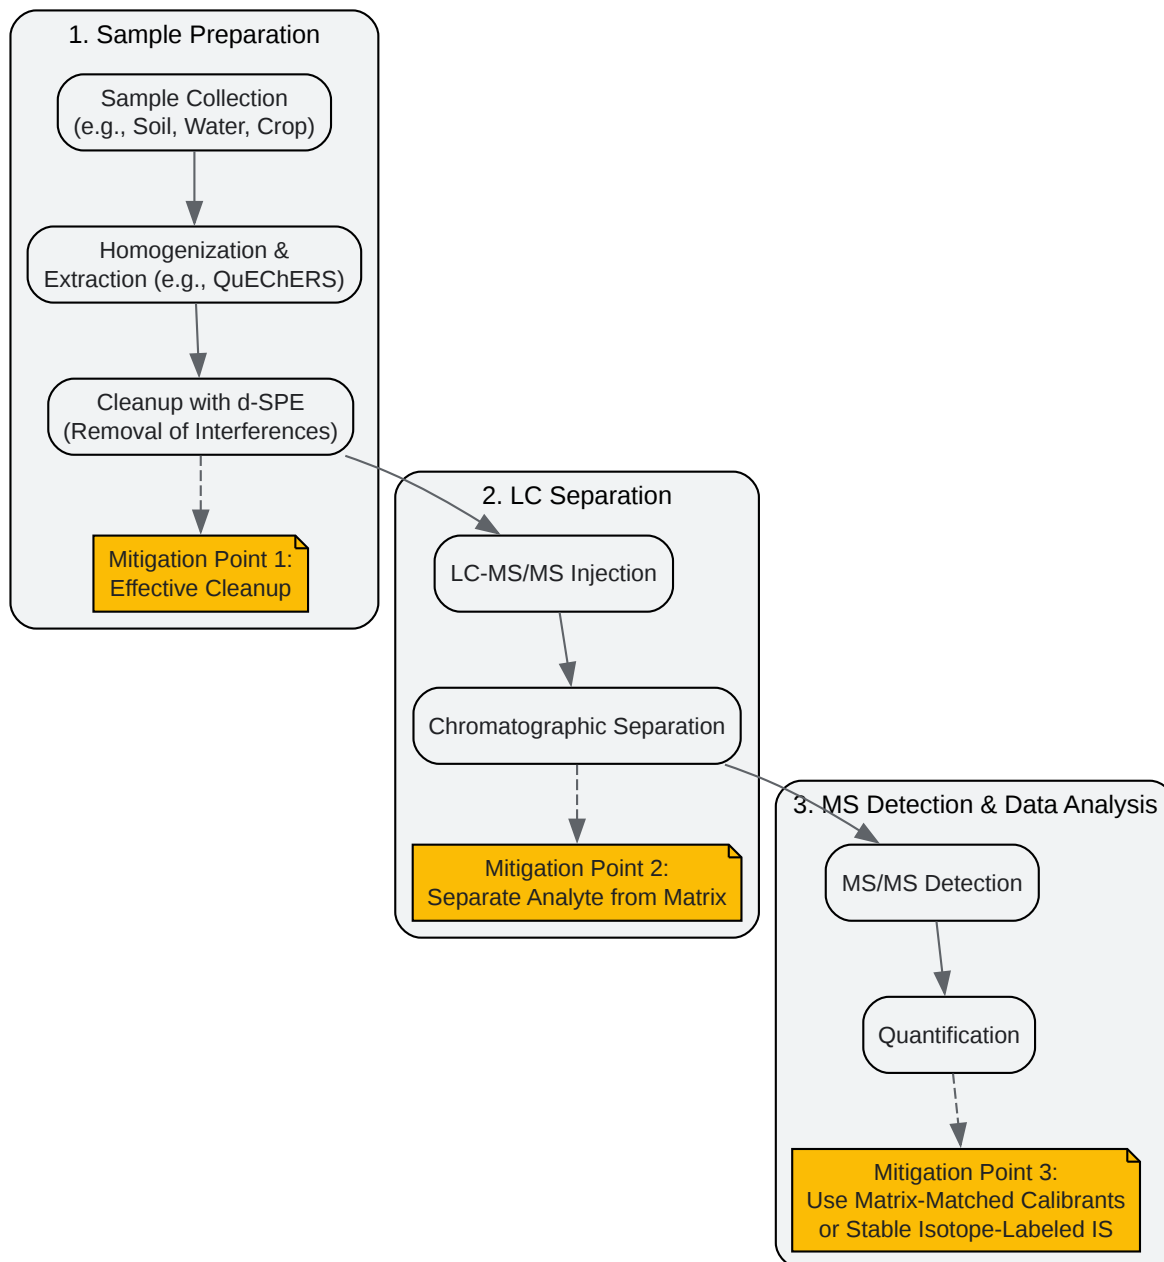 1. Sample Preparation
Sample Collection
(e.g., Soil, Water, Crop)
Homogenization &
Extraction (e.g., QuEChERS)
Cleanup with d-SPE
(Removal of Interferences)
Mitigation Point 1:
Effective Cleanup
2. LC Separation
LC-MS/MS Injection
Chromatographic Separation
Mitigation Point 2:
Separate Analyte from Matrix
3. MS Detection & Data Analysis
MS/MS Detection
Quantification
Mitigation Point 3:
Use Matrix-Matched Calibrants
or Stable Isotope-Labeled IS